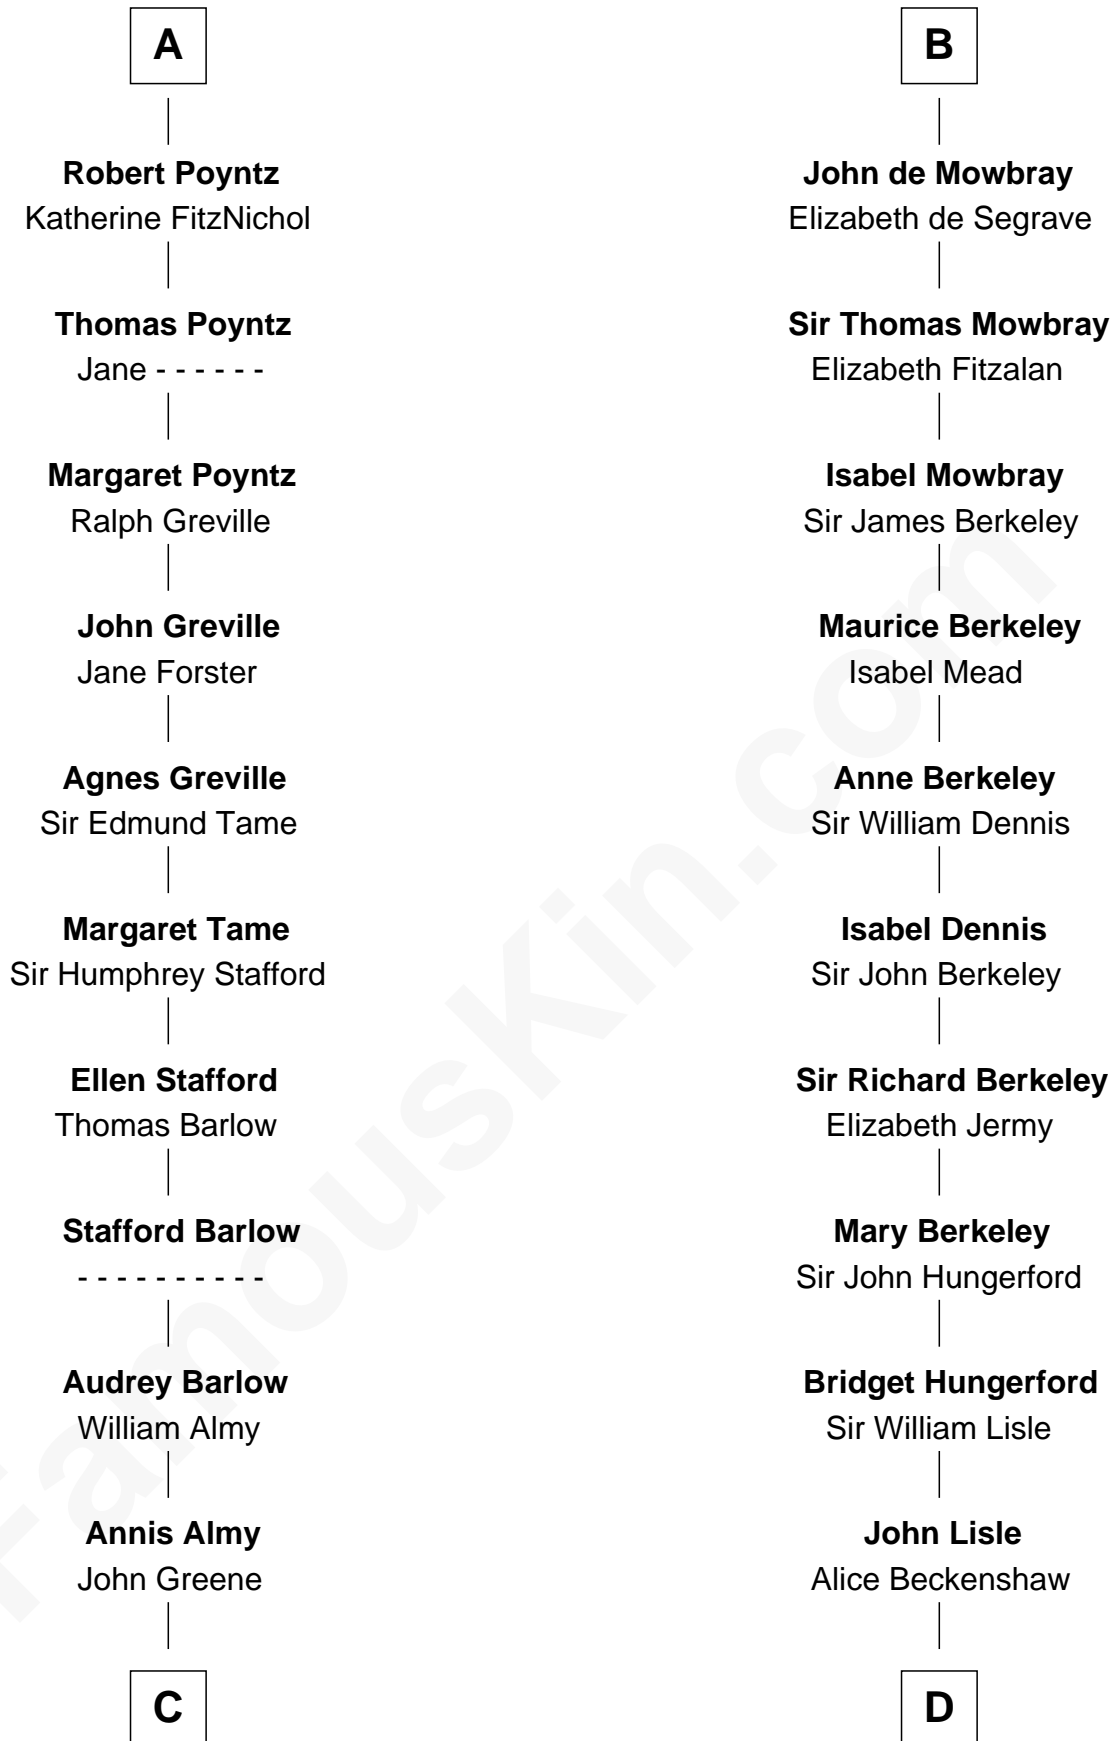 A
Robert Poyntz
Katherine FitzNichol
Thomas Poyntz
Jane - - - - - -
Margaret Poyntz
Ralph Greville
John Greville
Jane Forster
Agnes Greville
Sir Edmund Tame
Margaret Tame
Sir Humphrey Stafford
Ellen Stafford
Thomas Barlow
Stafford Barlow
- - - - - - - - - -
Audrey Barlow
William Almy
Annis Almy
John Greene
C
B
John de Mowbray
Elizabeth de Segrave
Sir Thomas Mowbray
Elizabeth Fitzalan
Isabel Mowbray
Sir James Berkeley
Maurice Berkeley
Isabel Mead
Anne Berkeley
Sir William Dennis
Isabel Dennis
Sir John Berkeley
Sir Richard Berkeley
Elizabeth Jermy
Mary Berkeley
Sir John Hungerford
Bridget Hungerford
Sir William Lisle
John Lisle
Alice Beckenshaw
D
FamousKin.com